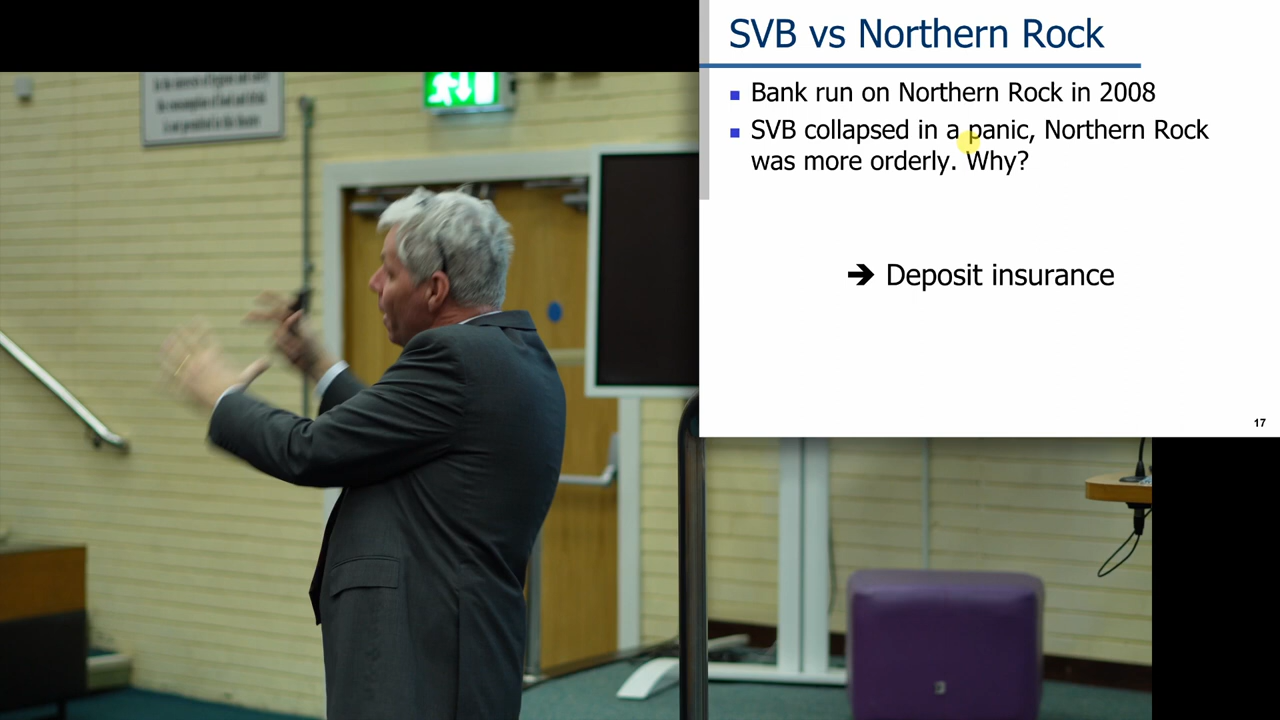 SVB vs Northern Rock
Bank run on Northern Rock in 2008
SVB collapsed in a panic, Northern Rock
was more orderly. Why?
➔ Deposit insurance
17